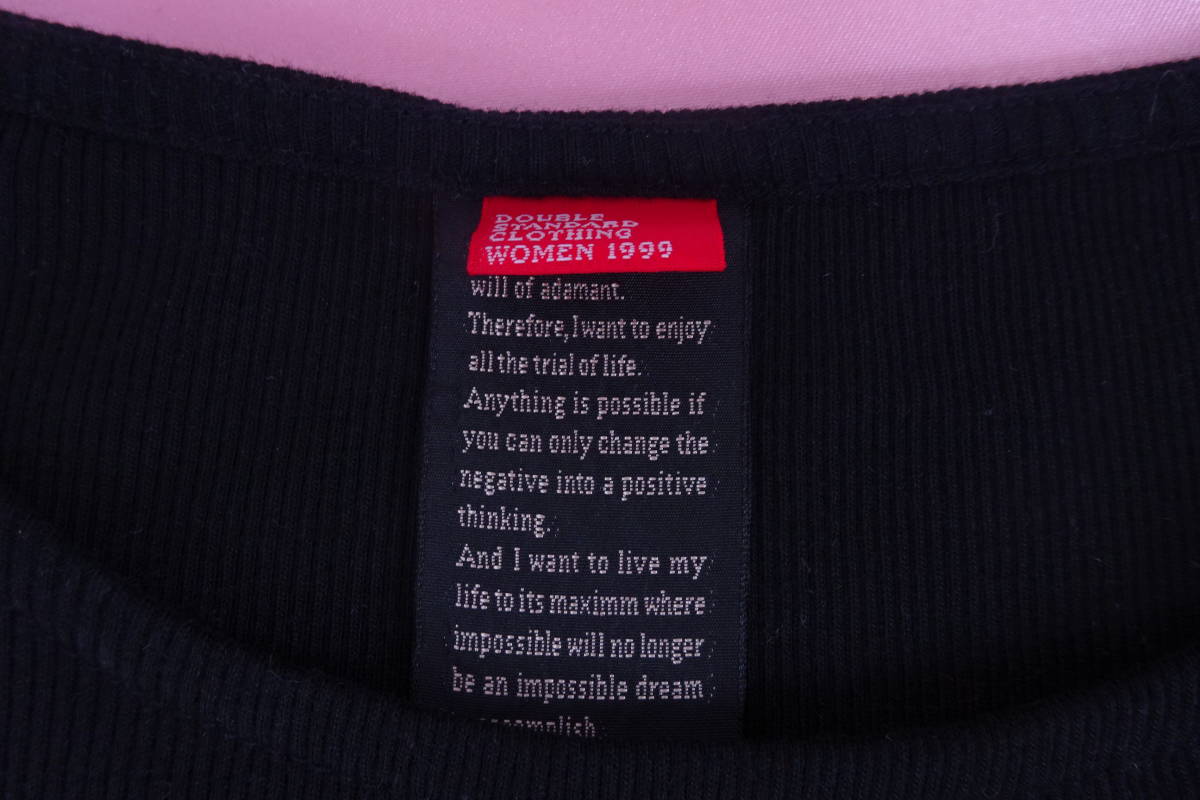 DOUBLE
STANDARD
CLOTHING
WOMEN 1999
will of adamant.
Therefore, I want to enjoy
all the trial of life.
Anything is possible if
you can only change the
negative into a positive
thinking.
And I want to live my
life to its maximm where
impossible will no longer
be an impossible dream